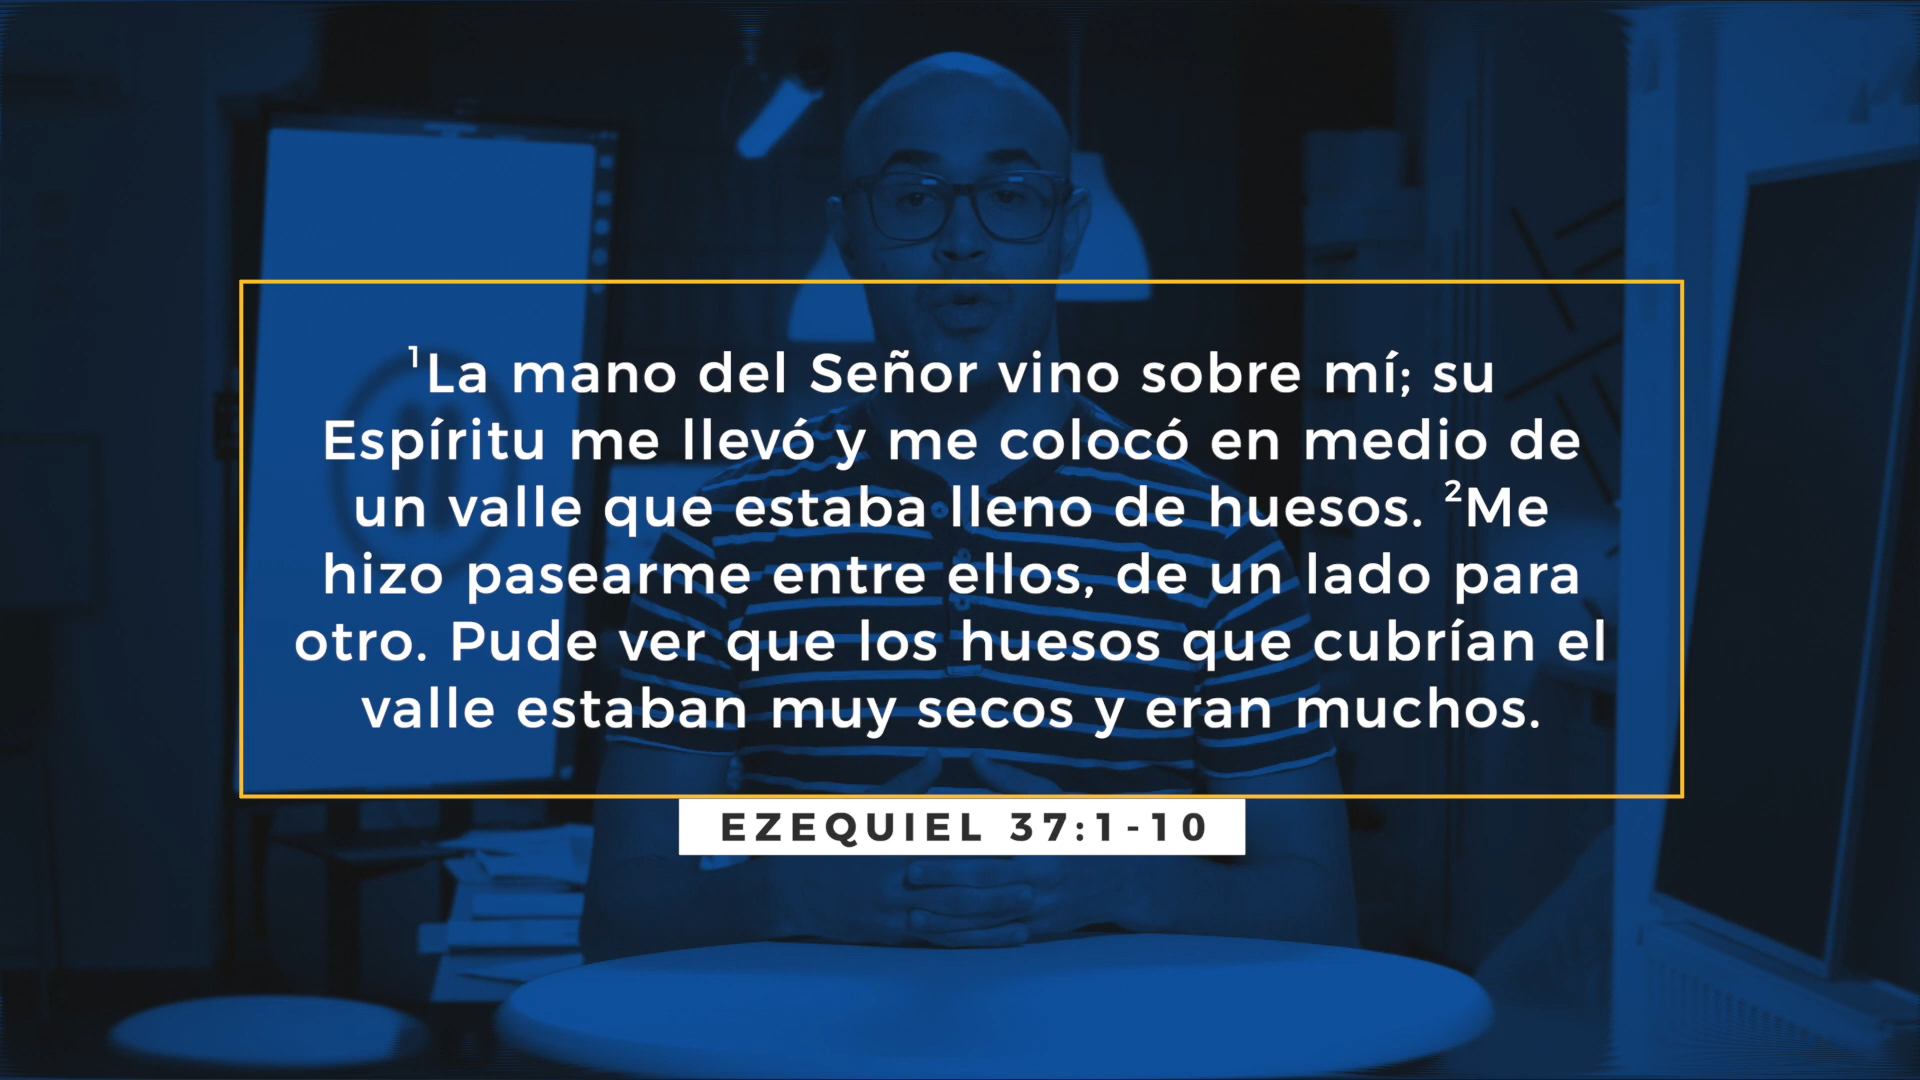 ¹La mano del Señor vino sobre mí; su
Espíritu me llevó y me colocó en medio de
un valle que estaba lleno de huesos. ²Me
hizo pasearme entre ellos, de un lado para
otro. Pude ver que los huesos que cubrían el
valle estaban muy secos y eran muchos.
EZEQUIEL 37:1-10